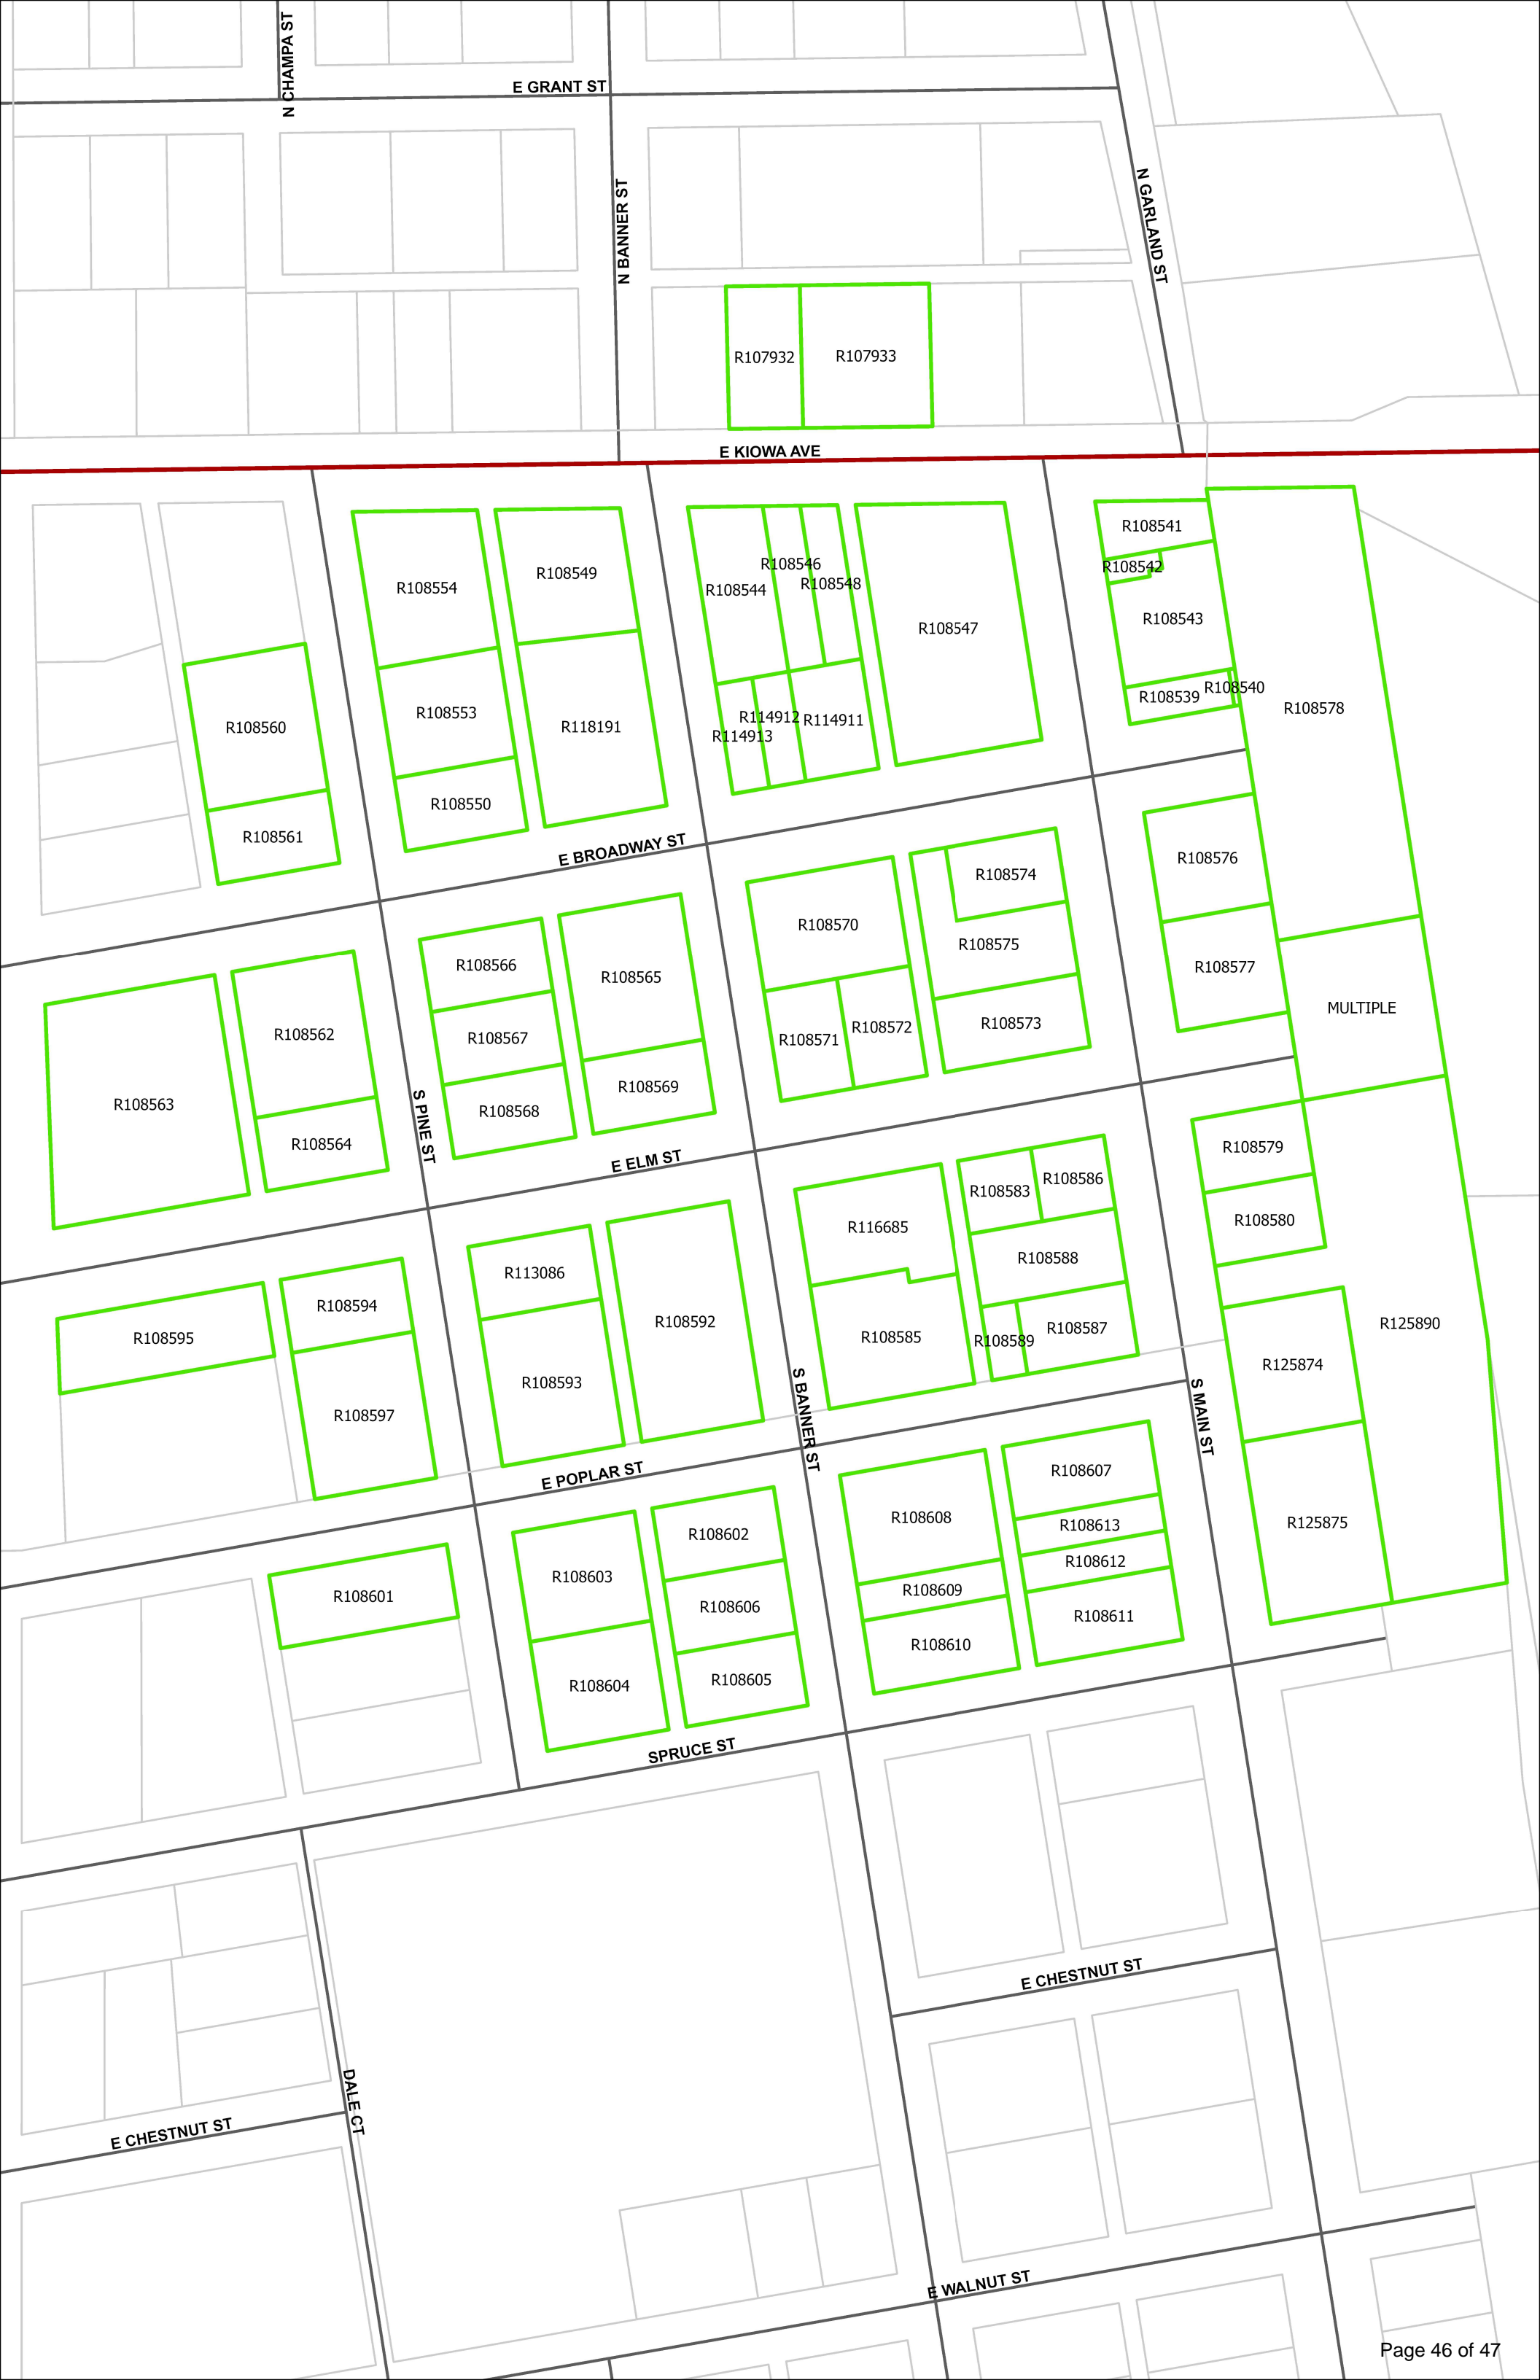 N CHAMPA ST
E GRANT ST
N BANNER ST
N GARLAND ST
R107932
R107933
E KIOWA AVE
R108541
R108542
R108543
R108539
R108540
R108578
R108554
R108549
R108544
R108546
R108548
R108547
R108553
R118191
R108550
R114913
R114912
R114911
R108560
R108561
E BROADWAY ST
R108576
R108577
MULTIPLE
R108570
R108574
R108575
R108571
R108572
R108573
R108566
R108565
R108567
R108568
R108569
R108563
R108562
R108564
S PINE ST
E ELM ST
R108579
R108580
R108583
R108586
R116685
R108588
R108585
R108589
R108587
R113086
R108592
R108593
R108595
R108594
R108597
R125890
R125874
R125875
S BANNER ST
S MAIN ST
E POPLAR ST
R108607
R108608
R108613
R108612
R108609
R108611
R108610
R108602
R108603
R108606
R108604
R108605
R108601
SPRUCE ST
E CHESTNUT ST
DALE CT
E CHESTNUT ST
E WALNUT ST
Page 46 of 47